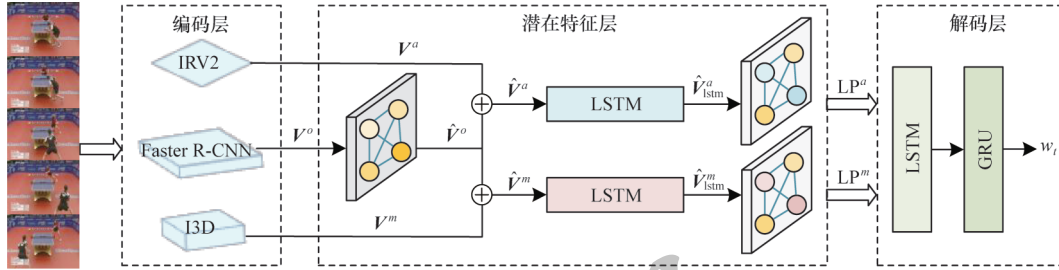 编码层
潜在特征层
解码层
IRV2
V^a
Faster R-CNN
V^o
V̂^o
I3D
V^m
V̂^a
LSTM
V̂^a_lstm
LP^a
V̂^m
LSTM
V̂^m_lstm
LP^m
LSTM
GRU
w_t